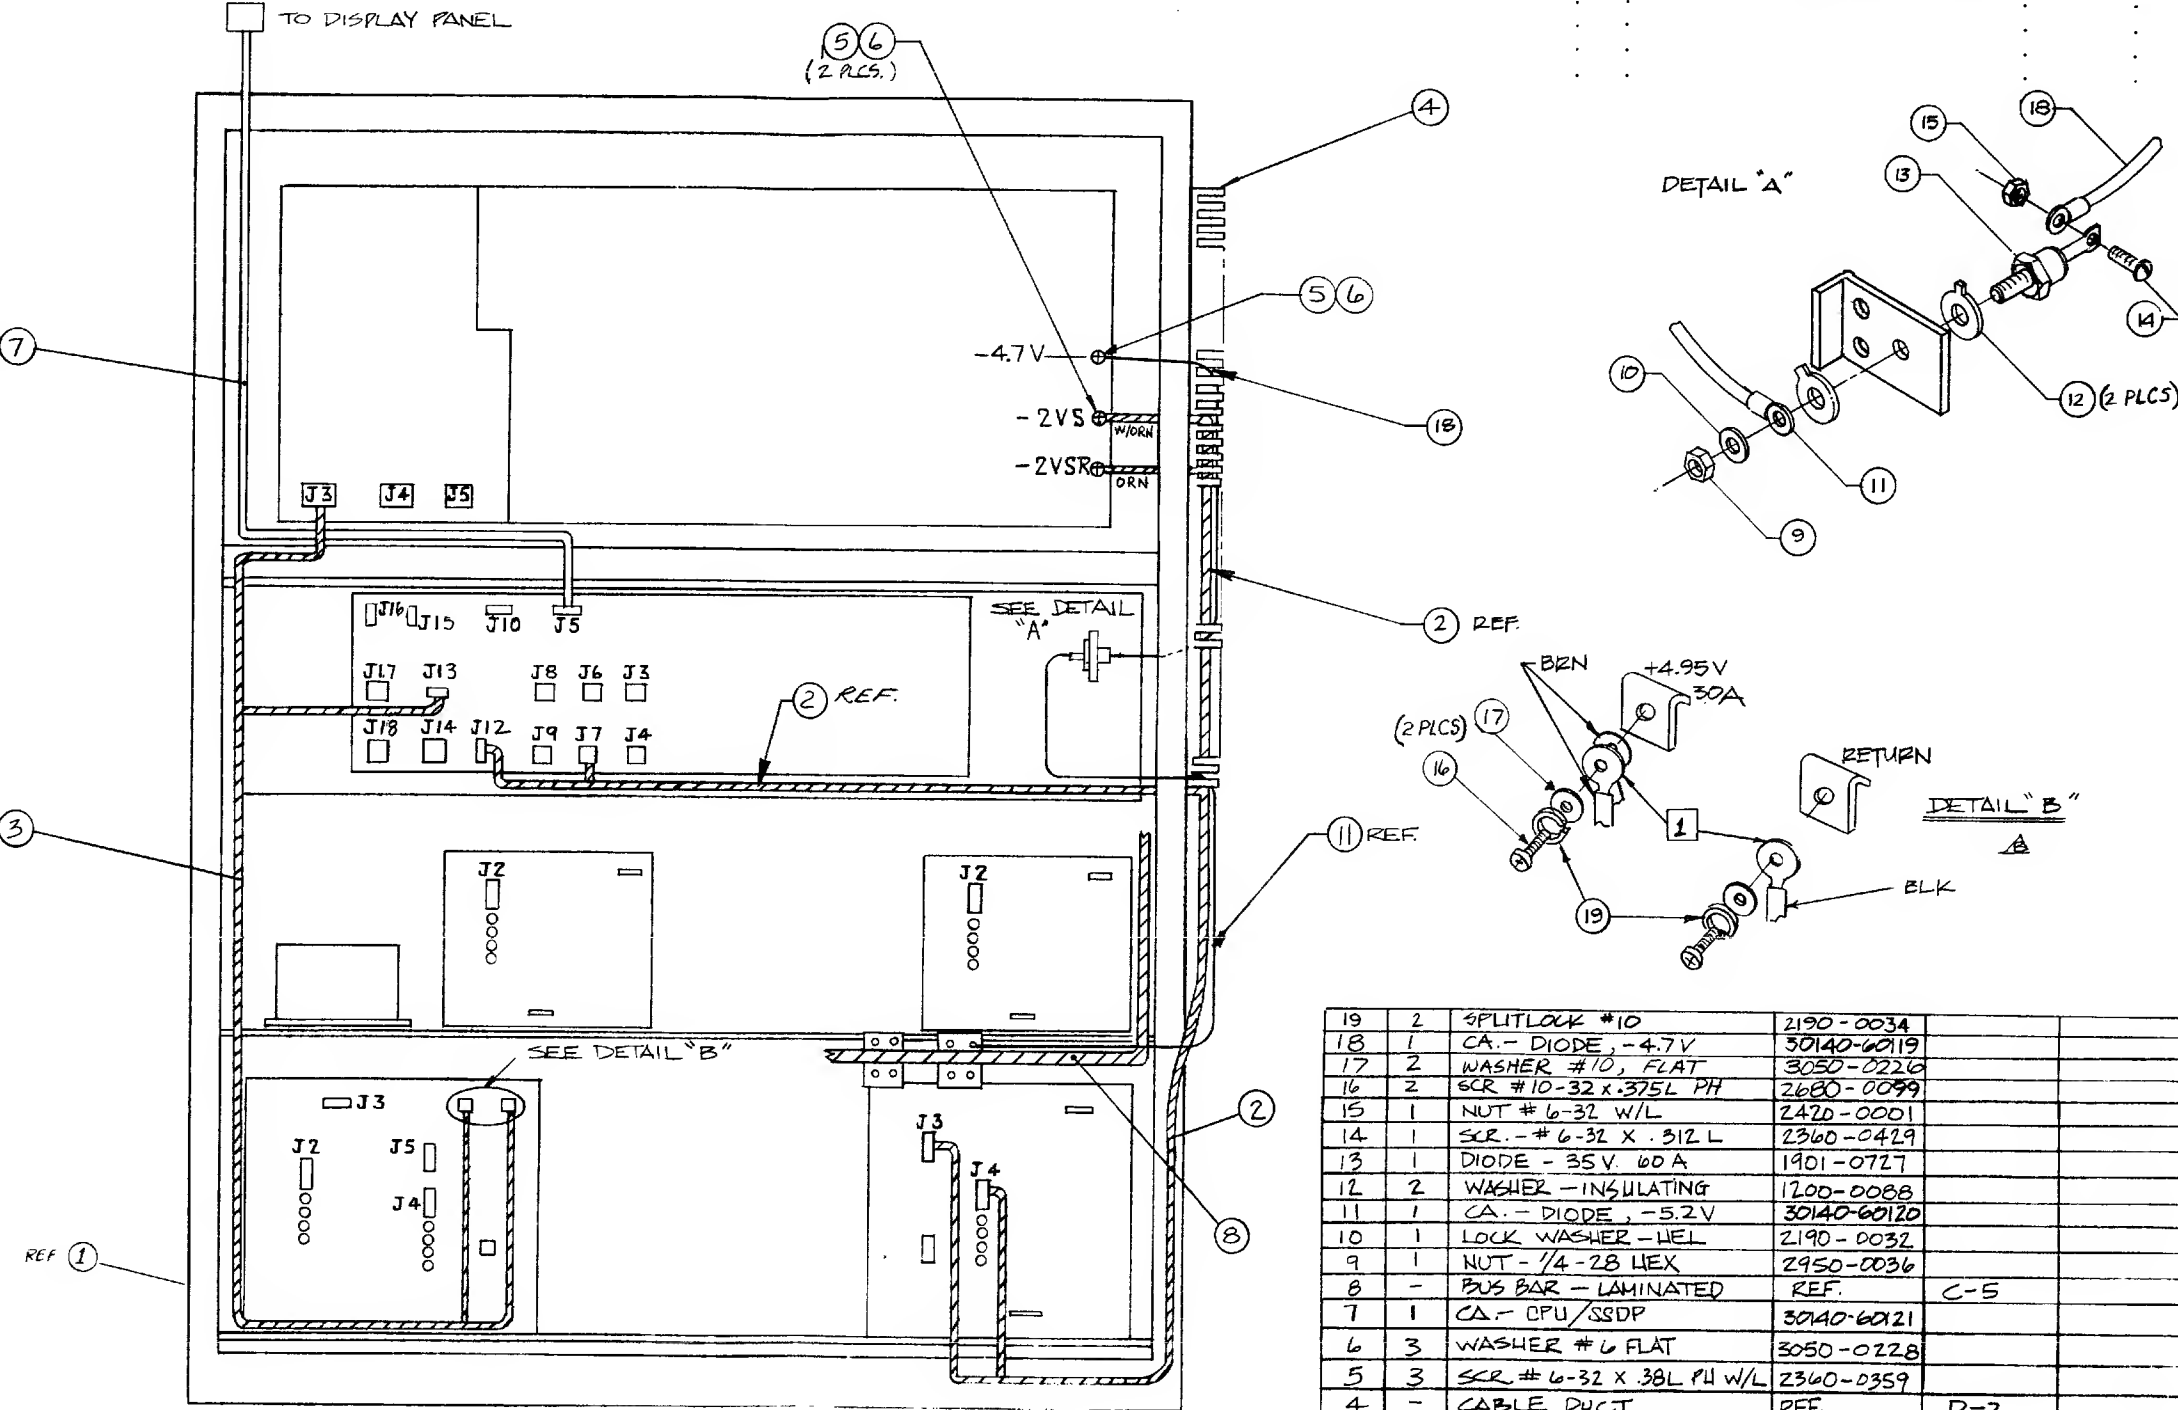 TO DISPLAY PANEL
5 6
(2 PLCS.)
4
15
18
13
DETAIL "A"
14
5 6
7
-4.7V
10
12 (2 PLCS)
-2VS
W/ORN
18
-2VSR
ORN
11
J3 J4 J5
9
J16 J15 J10 J5
SEE DETAIL
"A"
2 REF.
J17 J13 J8 J6 J3
BRN
+4.95V
30A
2 REF.
(2 PLCS) 17
J18 J14 J12 J9 J7 J4
RETURN
16
DETAIL "B"
1
3
11 REF.
J2 J2
BLK
19
SEE DETAIL "B"
J3
2
J3
J2 J5
J4
J4
8
REF 1
19 2 SPLITLOCK #10 2190-0034
18 1 CA.- DIODE, -4.7V 30140-60119
17 2 WASHER #10, FLAT 3050-0226
16 2 SCR #10-32 X .375L PH 2680-0099
15 1 NUT #6-32 W/L 2420-0001
14 1 SCR.-#6-32 X .312 L 2360-0429
13 1 DIODE - 35V. 60A 1901-0727
12 2 WASHER -INSULATING 1200-0088
11 1 CA.- DIODE, -5.2V 30140-60120
10 1 LOCK WASHER-HEL 2190-0032
9 1 NUT - 1/4-28 HEX 2950-0036
8 - BUS BAR - LAMINATED REF. C-5
7 1 CA.- CPU/SSDP 30140-60121
6 3 WASHER #6 FLAT 3050-0228
5 3 SCR #6-32 X .38L PH W/L 2360-0359
4 - CABLE DUCT REF.